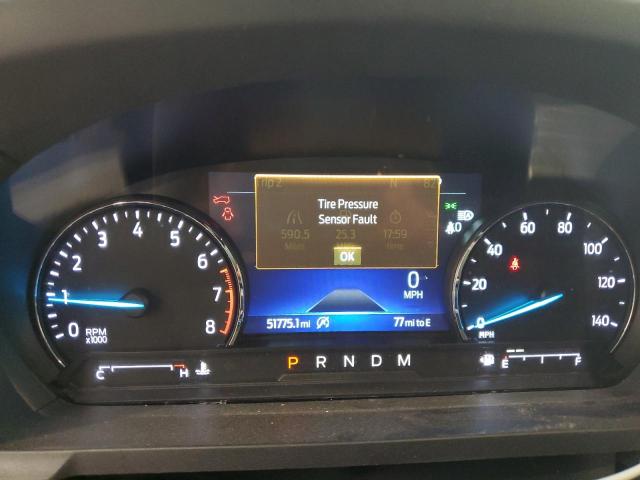 Trip 2 N 82
Tire Pressure
Sensor Fault
590.5 25.3 17:59
Miles MPG Time
OK
0
MPH
51775.1 mi 77 mi to E
0 1 2 3 4 5 6 7 8
RPM
x1000
0 20 40 60 80 100 120 140
MPH
C H
P R N D M
E F